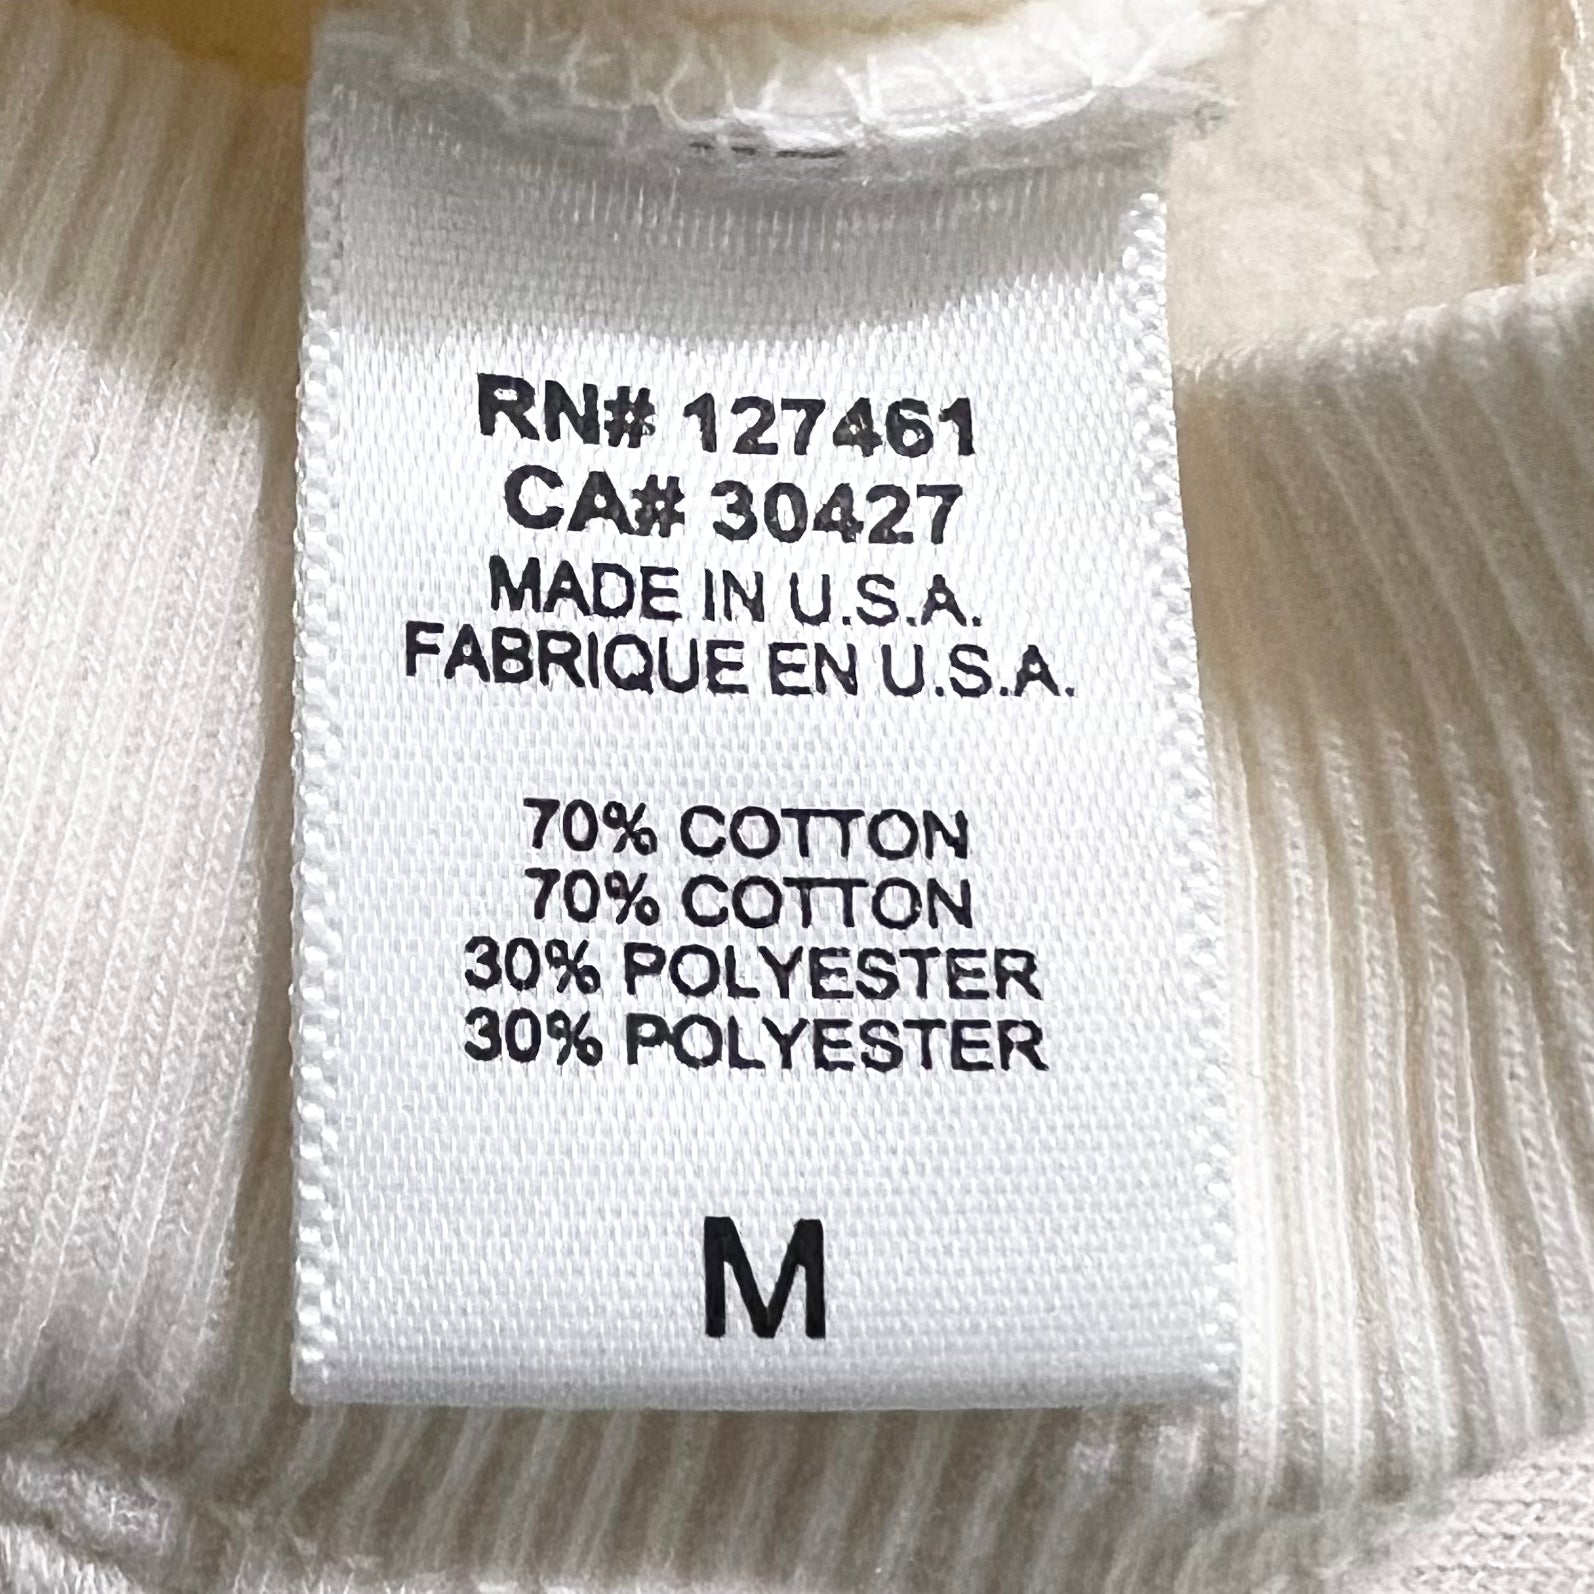 RN# 127461
CA# 30427
MADE IN U.S.A.
FABRIQUE EN U.S.A.
70% COTTON
70% COTTON
30% POLYESTER
30% POLYESTER
M